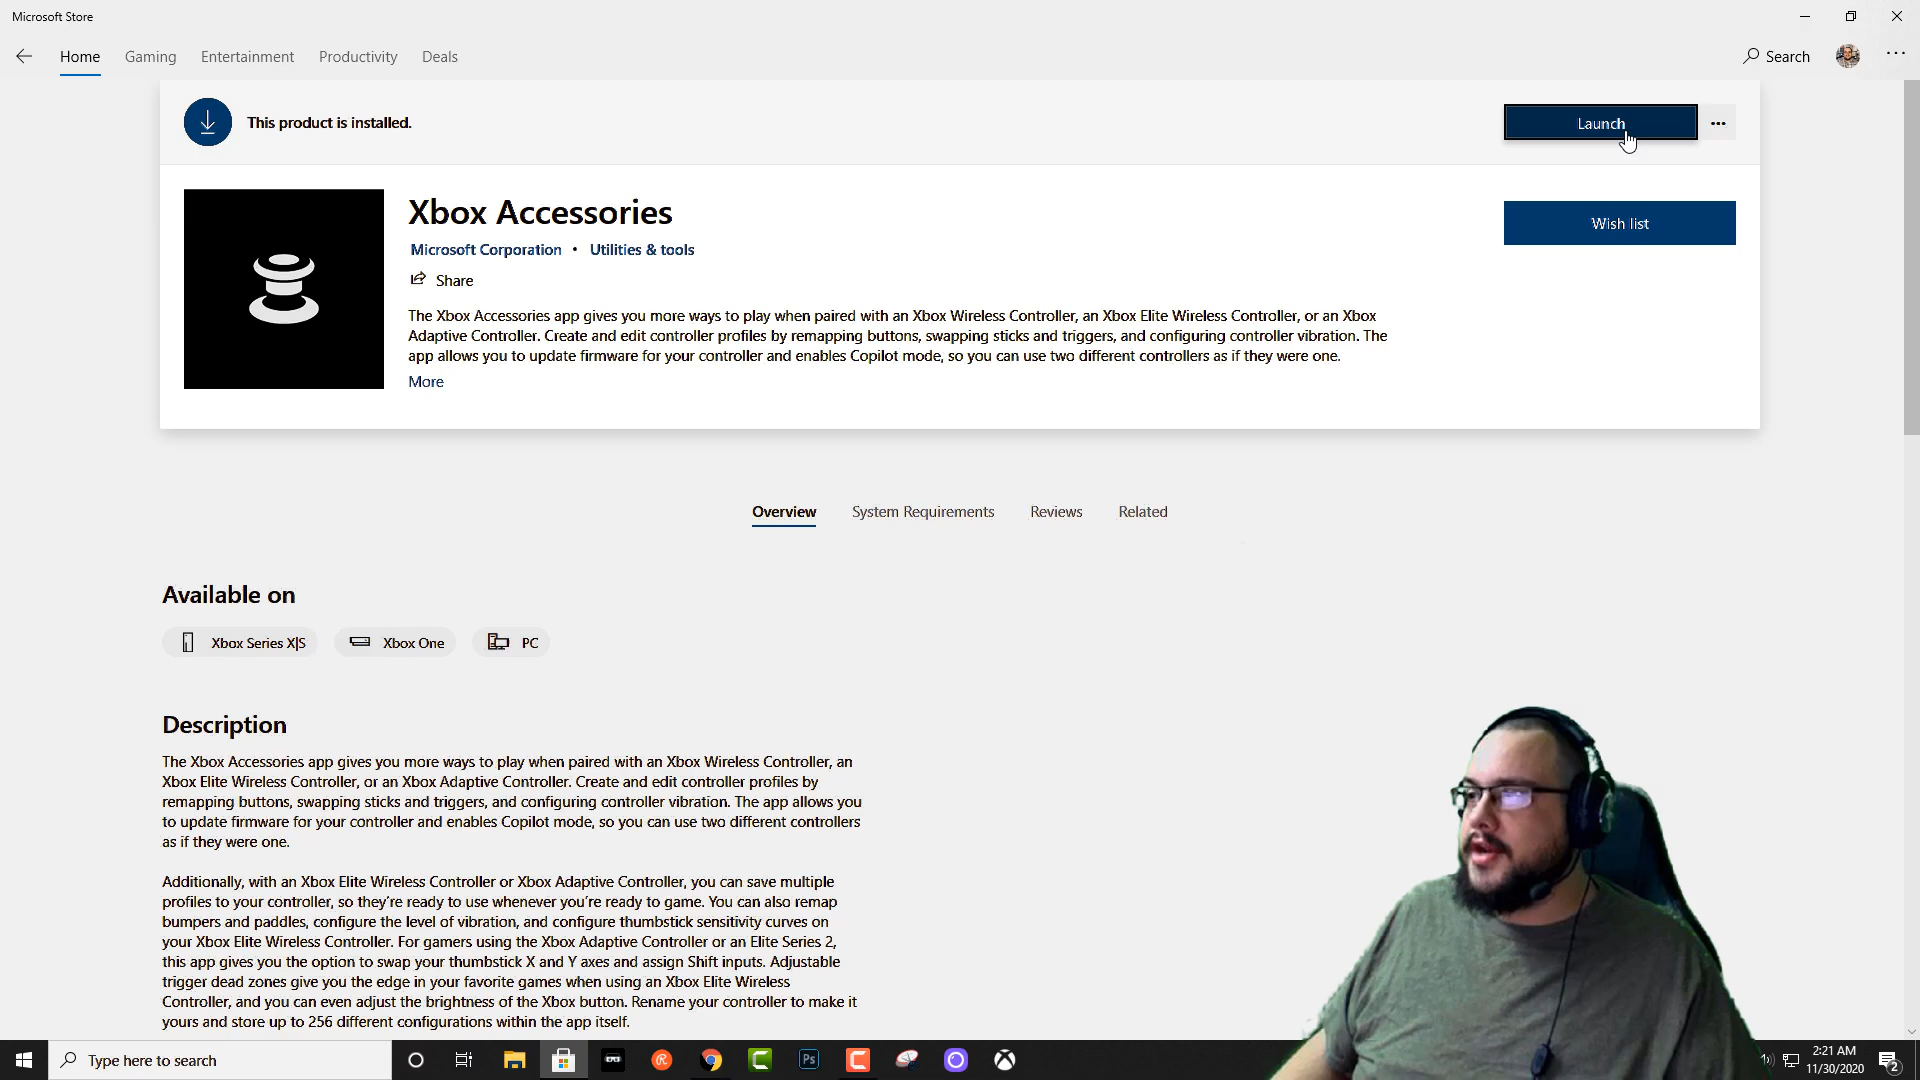 Microsoft Store
Home Gaming Entertainment Productivity Deals Search
This product is installed.
Launch
Xbox Accessories
Microsoft Corporation • Utilities & tools
Share
Wish list
The Xbox Accessories app gives you more ways to play when paired with an Xbox Wireless Controller, an Xbox Elite Wireless Controller, or an Xbox
Adaptive Controller. Create and edit controller profiles by remapping buttons, swapping sticks and triggers, and configuring controller vibration. The
app allows you to update firmware for your controller and enables Copilot mode, so you can use two different controllers as if they were one.
More
Overview System Requirements Reviews Related
Available on
Xbox Series X|S Xbox One PC
Description
The Xbox Accessories app gives you more ways to play when paired with an Xbox Wireless Controller, an
Xbox Elite Wireless Controller, or an Xbox Adaptive Controller. Create and edit controller profiles by
remapping buttons, swapping sticks and triggers, and configuring controller vibration. The app allows you
to update firmware for your controller and enables Copilot mode, so you can use two different controllers
as if they were one.
Additionally, with an Xbox Elite Wireless Controller or Xbox Adaptive Controller, you can save multiple
profiles to your controller, so they're ready to use whenever you're ready to game. You can also remap
bumpers and paddles, configure the level of vibration, and configure thumbstick sensitivity curves on
your Xbox Elite Wireless Controller. For gamers using the Xbox Adaptive Controller or an Elite Series 2,
this app gives you the option to swap your thumbstick X and Y axes and assign Shift inputs. Adjustable
trigger dead zones give you the edge in your favorite games when using an Xbox Elite Wireless
Controller, and you can even adjust the brightness of the Xbox button. Rename your controller to make it
yours and store up to 256 different configurations within the app itself.
Type here to search
Ps
2:21 AM
11/30/2020
2